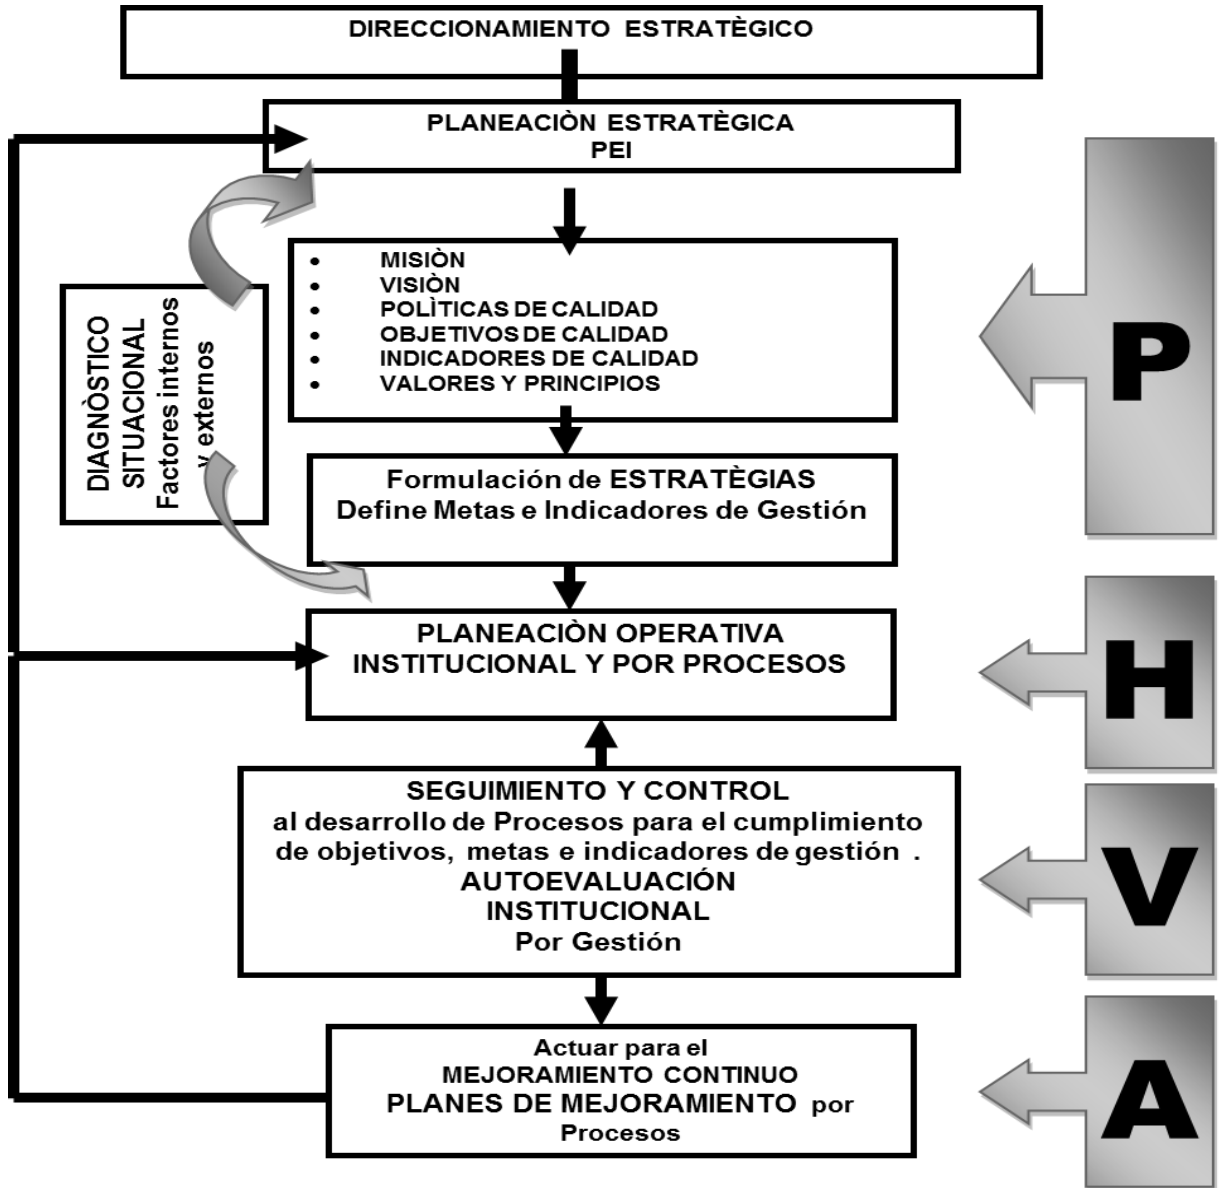 DIRECCIONAMIENTO ESTRATÈGICO
PLANEACIÒN ESTRATÈGICA
PEI
• MISIÒN
• VISIÒN
• POLÌTICAS DE CALIDAD
• OBJETIVOS DE CALIDAD
• INDICADORES DE CALIDAD
• VALORES Y PRINCIPIOS
DIAGNÒSTICO
SITUACIONAL
Factores internos
y externos
Formulación de ESTRATÈGIAS
Define Metas e Indicadores de Gestión
PLANEACIÒN OPERATIVA
INSTITUCIONAL Y POR PROCESOS
SEGUIMIENTO Y CONTROL
al desarrollo de Procesos para el cumplimiento
de objetivos, metas e indicadores de gestión .
AUTOEVALUACIÓN
INSTITUCIONAL
Por Gestión
Actuar para el
MEJORAMIENTO CONTINUO
PLANES DE MEJORAMIENTO por
Procesos
P
H
V
A